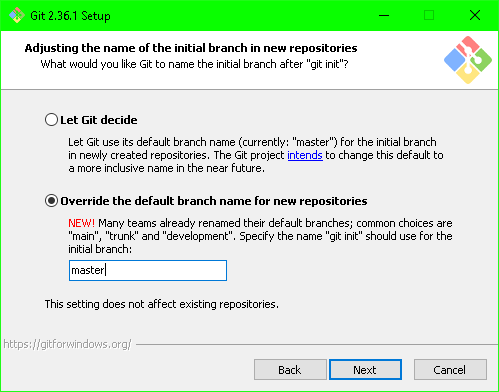 Git 2.36.1 Setup
Adjusting the name of the initial branch in new repositories
What would you like Git to name the initial branch after "git init"?
Let Git decide
Let Git use its default branch name (currently: "master") for the initial branch
in newly created repositories. The Git project intends to change this default to
a more inclusive name in the near future.
Override the default branch name for new repositories
NEW! Many teams already renamed their default branches; common choices are
"main", "trunk" and "development". Specify the name "git init" should use for the
initial branch:
master
This setting does not affect existing repositories.
https://gitforwindows.org/
Back
Next
Cancel